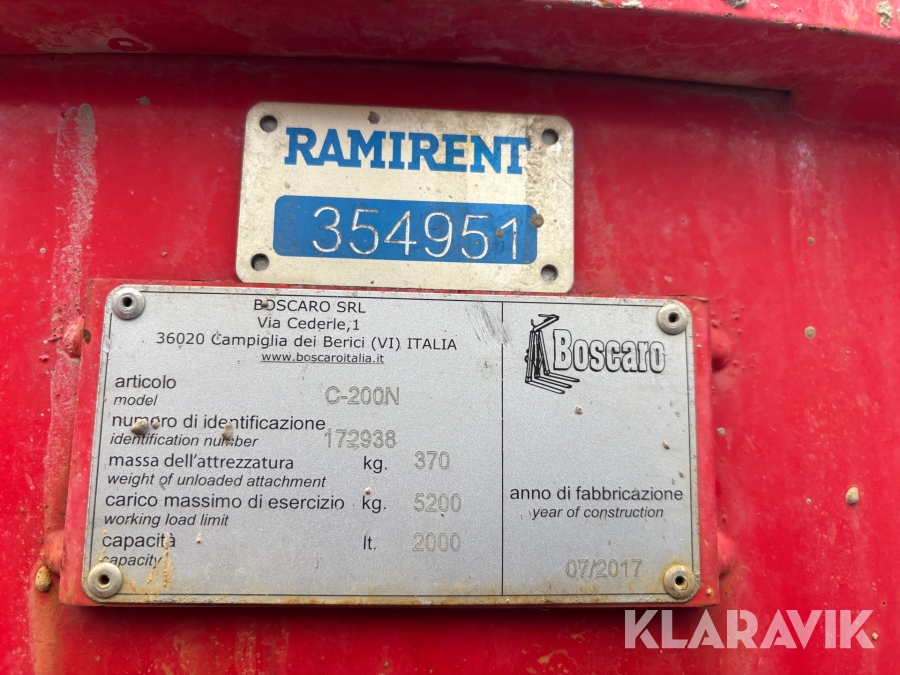 RAMIRENT
354951
BOSCARO SRL
Via Cederle,1
36020 Campiglia dei Berici (VI) ITALIA
www.boscaroitalia.it
Boscaro
articolo
model
C-200N
numero di identificazione
identification number
172938
massa dell'attrezzatura kg. 370
weight of unloaded attachment
carico massimo di esercizio kg. 5200
working load limit
capacità lt. 2000
capacity
anno di fabbricazione
year of construction
07/2017
KLARAVIK